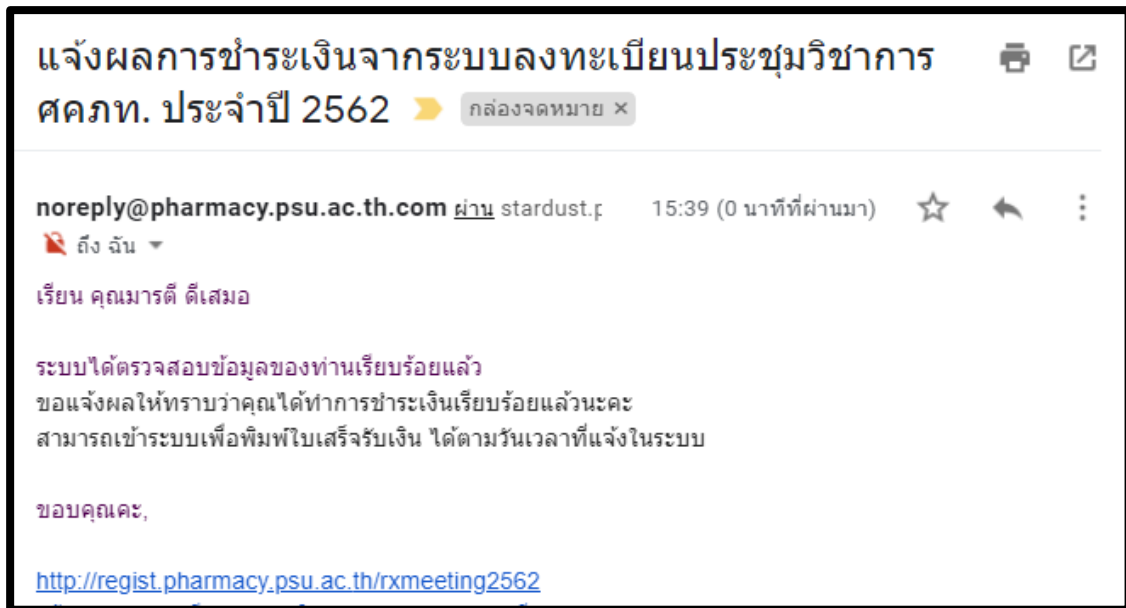 แจ้งผลการชำระเงินจากระบบลงทะเบียนประชุมวิชาการ
ศคภท. ประจำปี 2562 กล่องจดหมาย ×
noreply@pharmacy.psu.ac.th.com ผ่าน stardust.p 15:39 (0 นาทีที่ผ่านมา)
ถึง ฉัน
เรียน คุณมารตี ดีเสมอ
ระบบได้ตรวจสอบข้อมูลของท่านเรียบร้อยแล้ว
ขอแจ้งผลให้ทราบว่าคุณได้ทำการชำระเงินเรียบร้อยแล้วนะคะ
สามารถเข้าระบบเพื่อพิมพ์ใบเสร็จรับเงิน ได้ตามวันเวลาที่แจ้งในระบบ
ขอบคุณคะ,
http://regist.pharmacy.psu.ac.th/rxmeeting2562